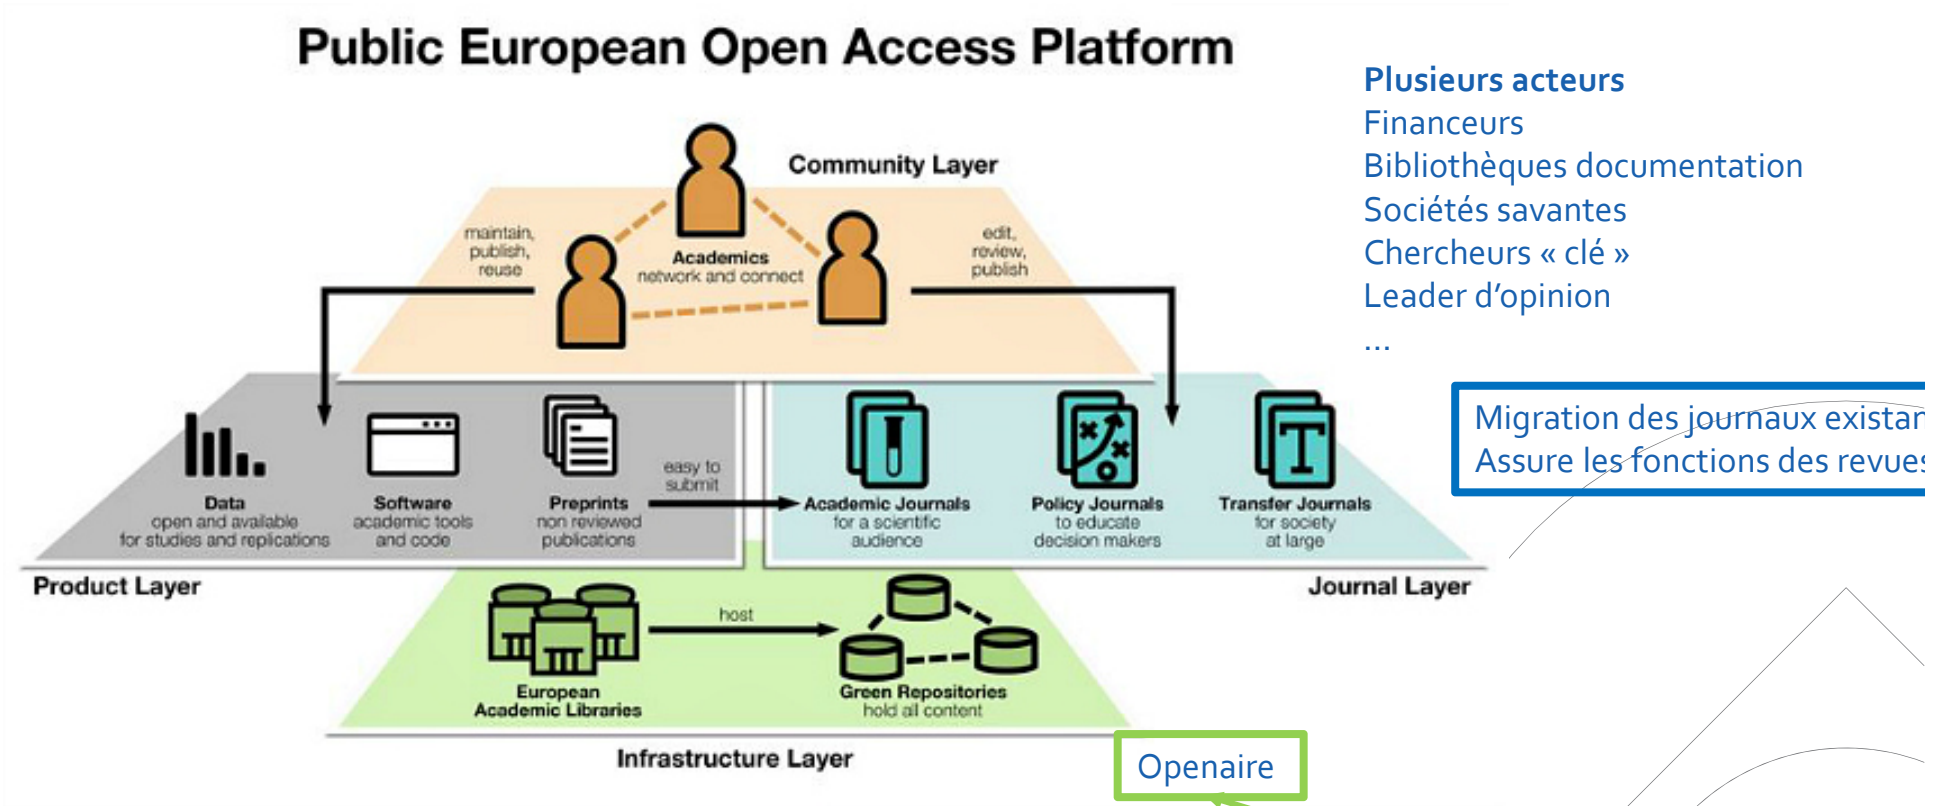 Public European Open Access Platform
Plusieurs acteurs
Financeurs
Bibliothèques documentation
Sociétés savantes
Chercheurs « clé »
Leader d’opinion
...
Community Layer
maintain,
publish,
reuse
Academics
network and connect
edit,
review,
publish
Migration des journaux existan
Assure les fonctions des revues
Data
open and available
for studies and replications
Software
academic tools
and code
Preprints
non reviewed
publications
easy to
submit
Academic Journals
for a scientific
audience
Policy Journals
to educate
decision makers
Transfer Journals
for society
at large
Product Layer
Journal Layer
host
European
Academic Libraries
Green Repositories
hold all content
Infrastructure Layer
Openaire